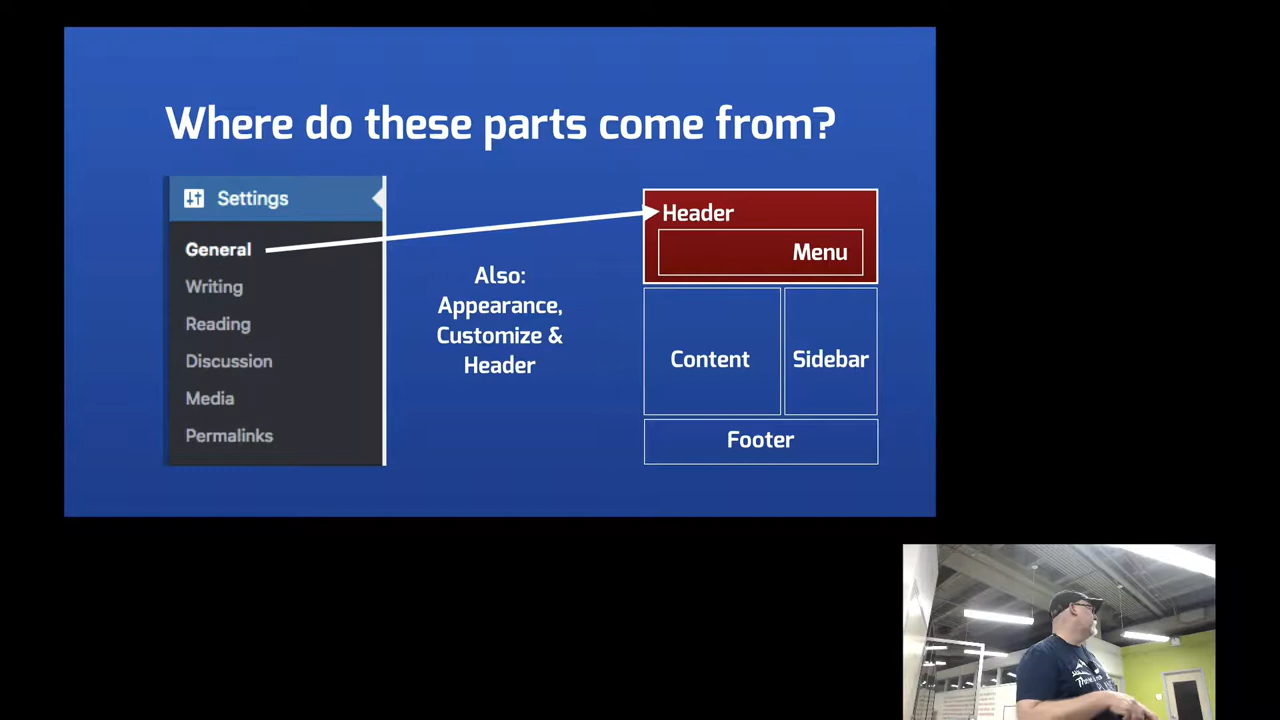 Where do these parts come from?
Settings
General
Writing
Reading
Discussion
Media
Permalinks
Also:
Appearance,
Customize &
Header
Header
Menu
Content
Sidebar
Footer